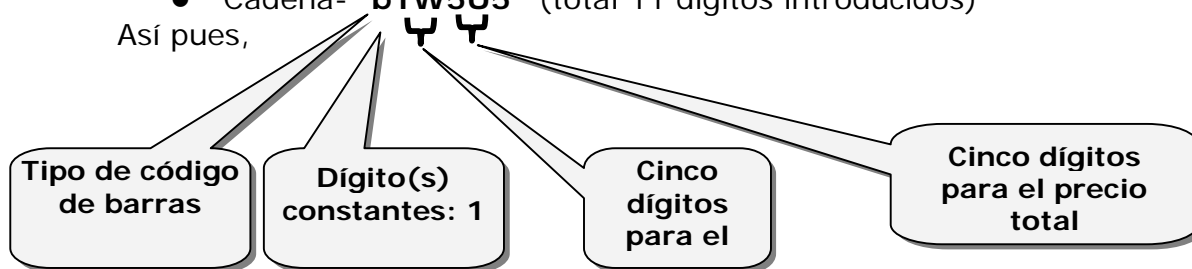 ● Cadena- "b1W5U5" (total 11 dígitos introducidos)
Así pues,
Tipo de código
de barras
Dígito(s)
constantes: 1
Cinco
dígitos
para el
Cinco dígitos
para el precio
total